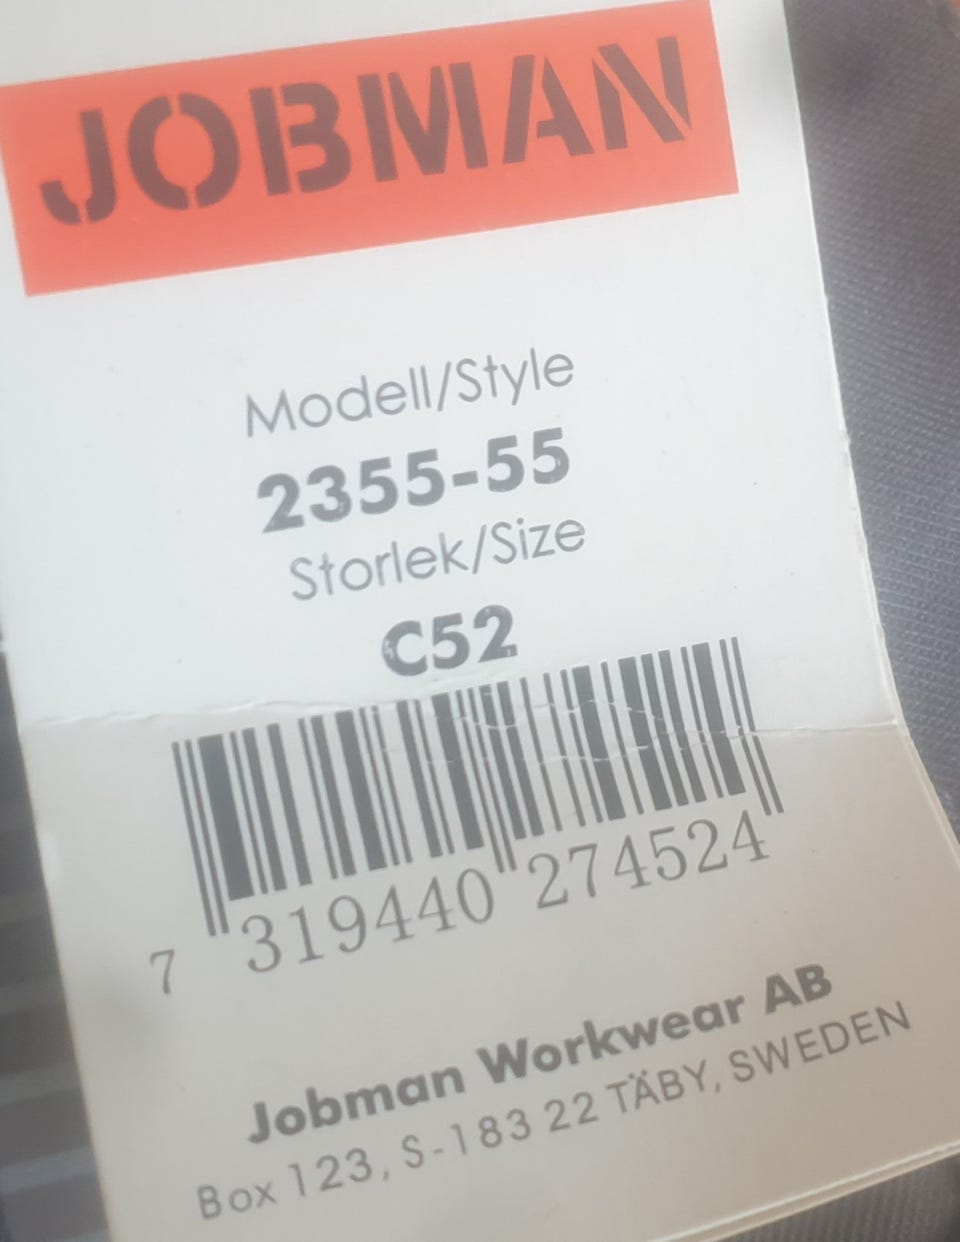 JOBMAN
Modell/Style
2355-55
Storlek/Size
C52
7 319440 274524
Jobman Workwear AB
Box 123, S-183 22 TÄBY, SWEDEN